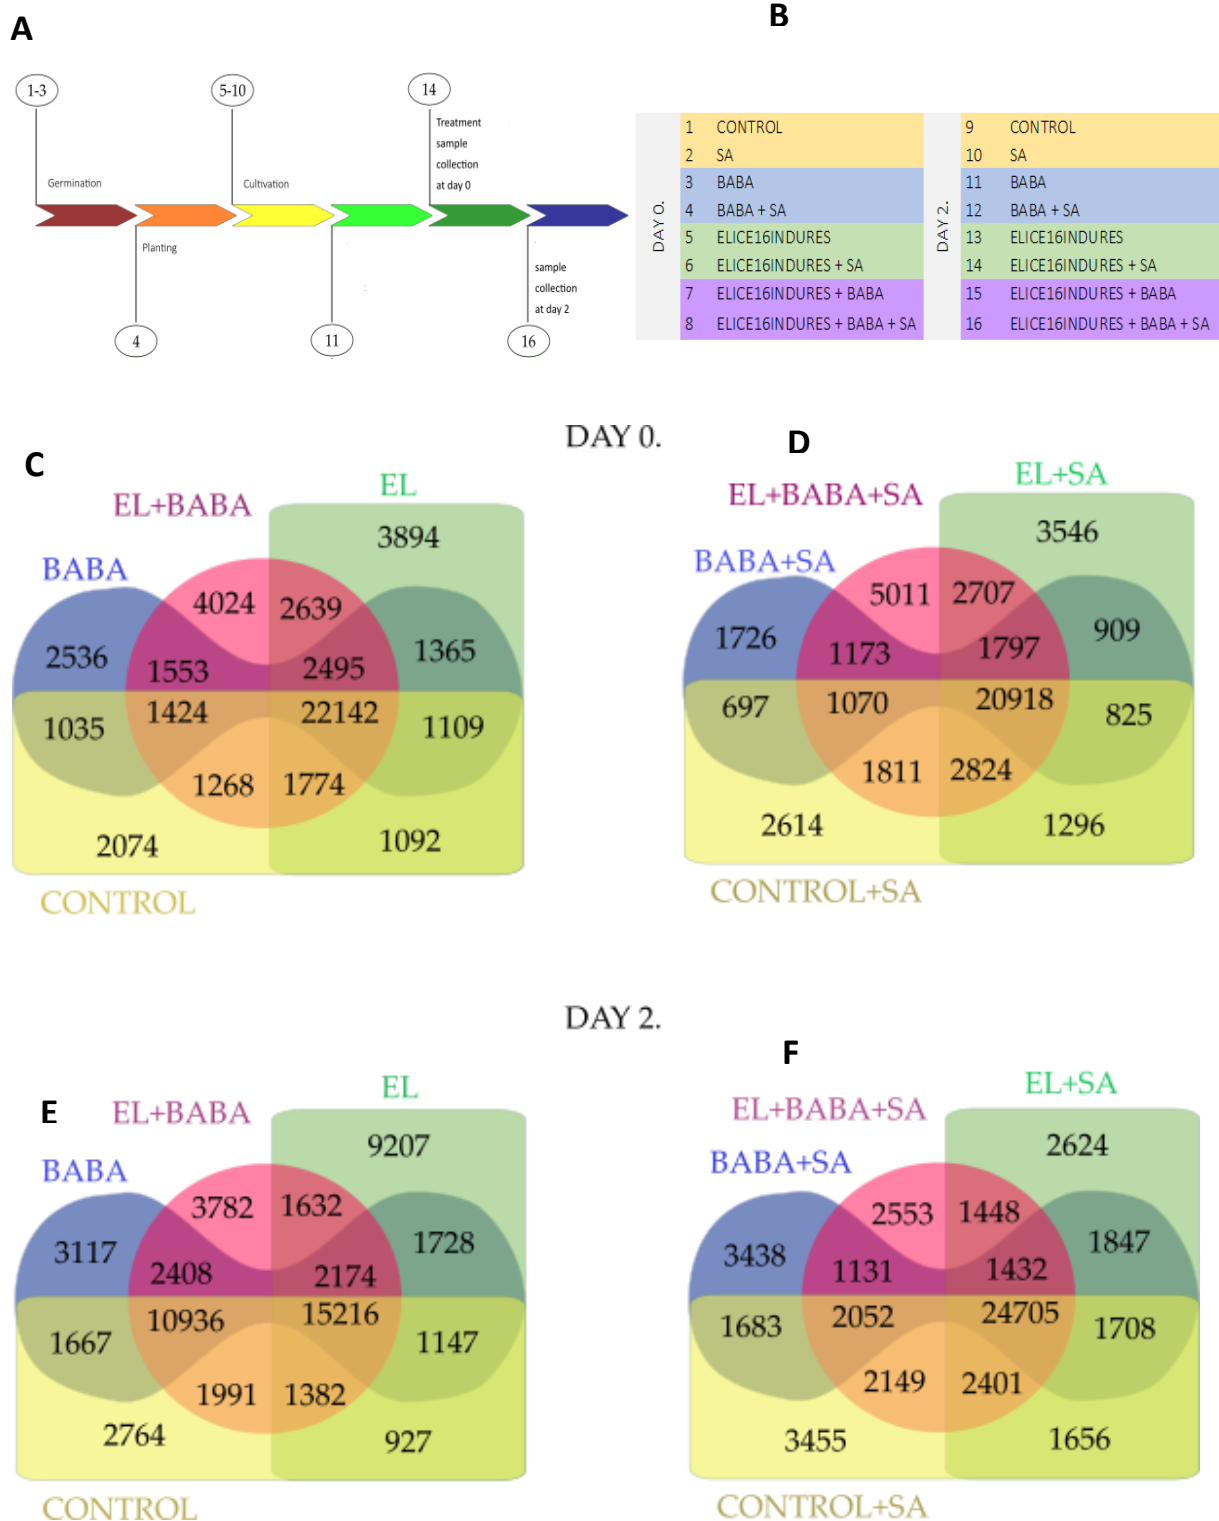 A
B
1-3
5-10
14
Treatment
sample
collection
at day 0
Germination
Cultivation
Planting
sample
collection
at day 2
4
11
16
DAY 0.
1 CONTROL
2 SA
3 BABA
4 BABA + SA
5 ELICE16INDURES
6 ELICE16INDURES + SA
7 ELICE16INDURES + BABA
8 ELICE16INDURES + BABA + SA
DAY 2.
9 CONTROL
10 SA
11 BABA
12 BABA + SA
13 ELICE16INDURES
14 ELICE16INDURES + SA
15 ELICE16INDURES + BABA
16 ELICE16INDURES + BABA + SA
DAY 0.
C
EL
EL+BABA
BABA
3894
4024 2639
2536 1553 2495 1365
1035 1424 22142 1109
1268 1774
2074 1092
CONTROL
D
EL+SA
EL+BABA+SA
BABA+SA
3546
5011 2707
1726 1173 1797 909
697 1070 20918 825
1811 2824
2614 1296
CONTROL+SA
DAY 2.
E
EL
EL+BABA
BABA
9207
3782 1632
3117 2408 2174 1728
1667 10936 15216 1147
1991 1382
2764 927
CONTROL
F
EL+SA
EL+BABA+SA
BABA+SA
2624
2553 1448
3438 1131 1432 1847
1683 2052 24705 1708
2149 2401
3455 1656
CONTROL+SA